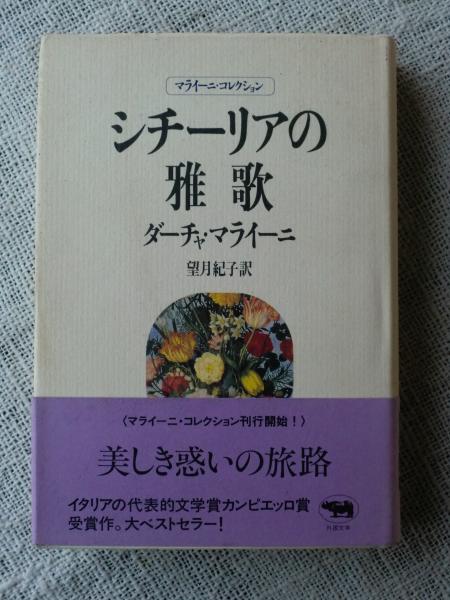 マライーニ・コレクション
シチーリアの
雅歌
ダーチャ・マライーニ
望月紀子訳
〈マライーニ・コレクション刊行開始！〉
美しき惑いの旅路
イタリアの代表的文学賞カンピエッロ賞
受賞作。大ベストセラー！